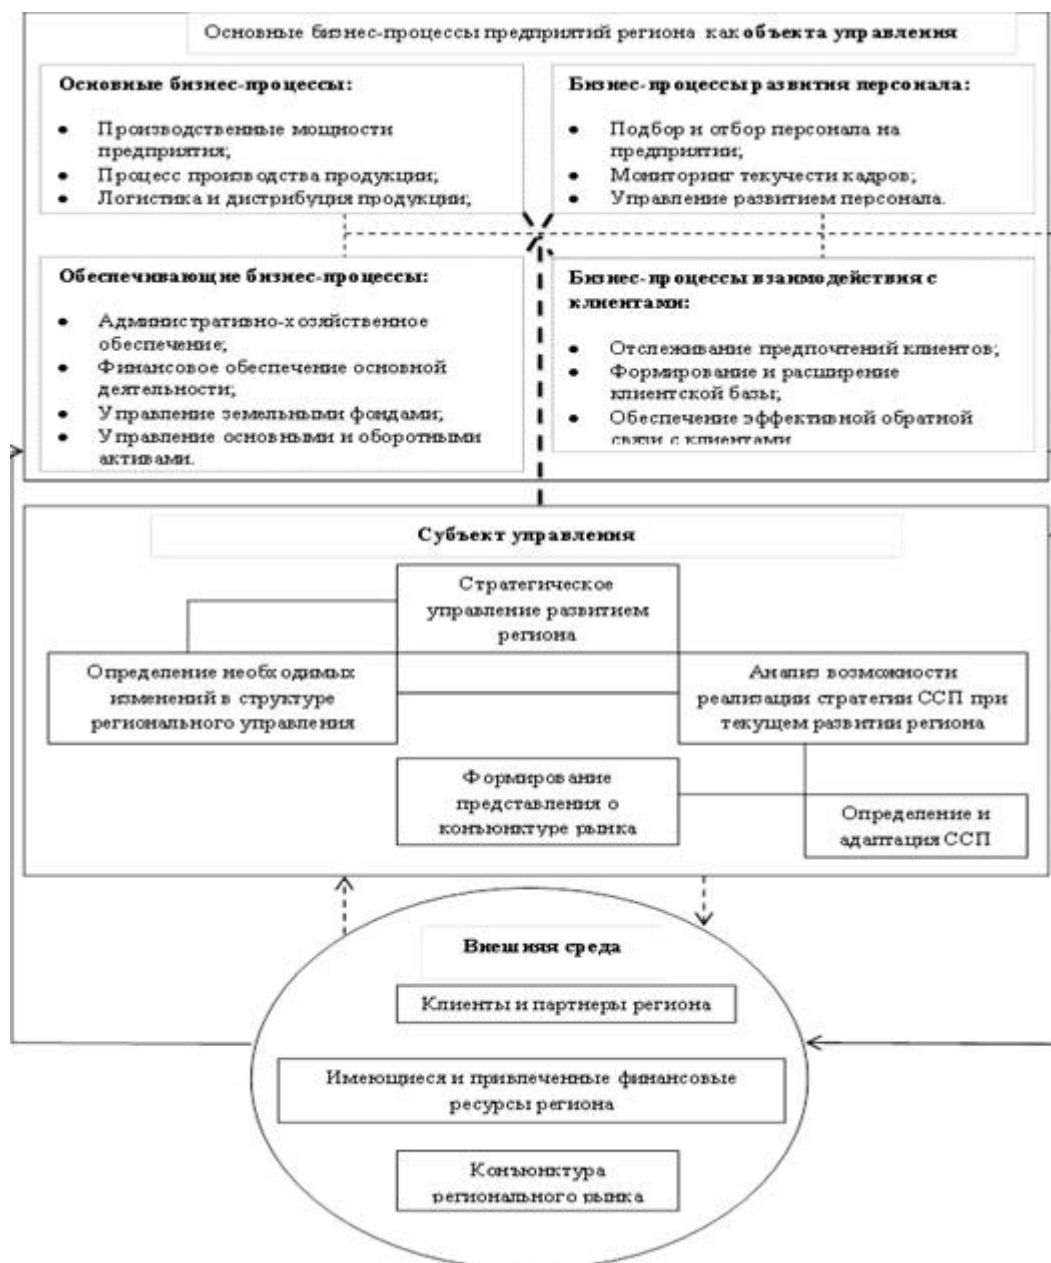 Основные бизнес-процессы предприятий региона как объекта управления
Основные бизнес-процессы:
• Производственные мощности
предприятия;
• Процесс производства продукции;
• Логистика и дистрибуция продукции;
Бизнес-процессы развития персонала:
• Подбор и отбор персонала на
предприятии;
• Мониторинг текучести кадров;
• Управление развитием персонала.
Обеспечивающие бизнес-процессы:
• Административно-хозяйственное
обеспечение;
• Финансовое обеспечение основной
деятельности;
• Управление земельными фондами;
• Управление основными и оборотными
активами.
Бизнес-процессы взаимодействия с
клиентами:
• Отслеживание предпочтений клиентов;
• Формирование и расширение
клиентской базы;
• Обеспечение эффективной обратной
связи с клиентами
Субъект управления
Стратегическое
управление развитием
региона
Определение необходимых
изменений в структуре
регионального управления
Анализ возможности
реализации стратегии ССП при
текущем развитии региона
Формирование
представления о
конъюнктуре рынка
Определение и
адаптация ССП
Внешняя среда
Клиенты и партнеры региона
Имеющиеся и привлеченные финансовые
ресурсы региона
Конъюнктура
регионального рынка